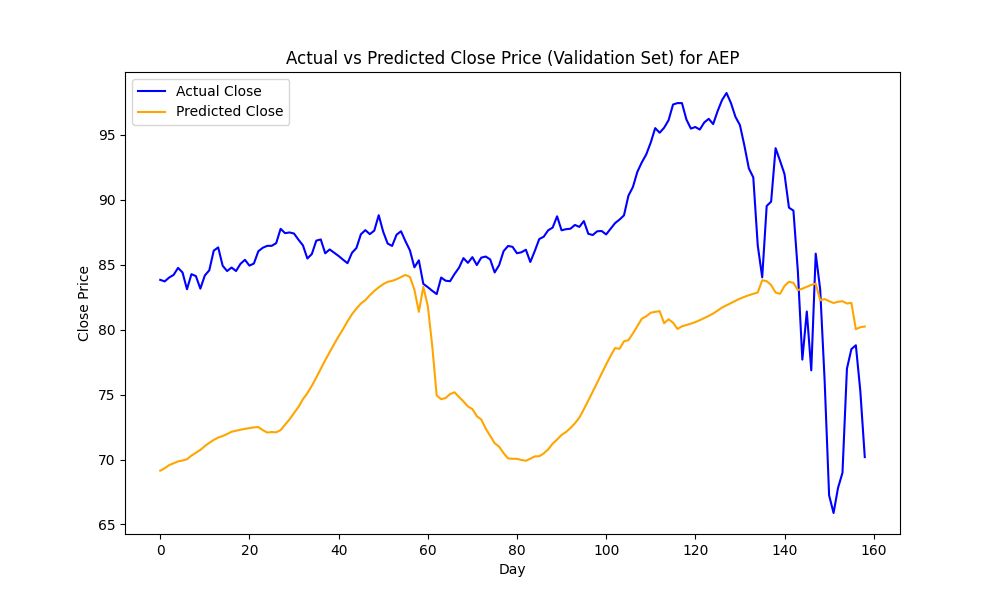 Actual vs Predicted Close Price (Validation Set) for AEP
Actual Close
Predicted Close
Close Price
95
90
85
80
75
70
65
0 20 40 60 80 100 120 140 160
Day